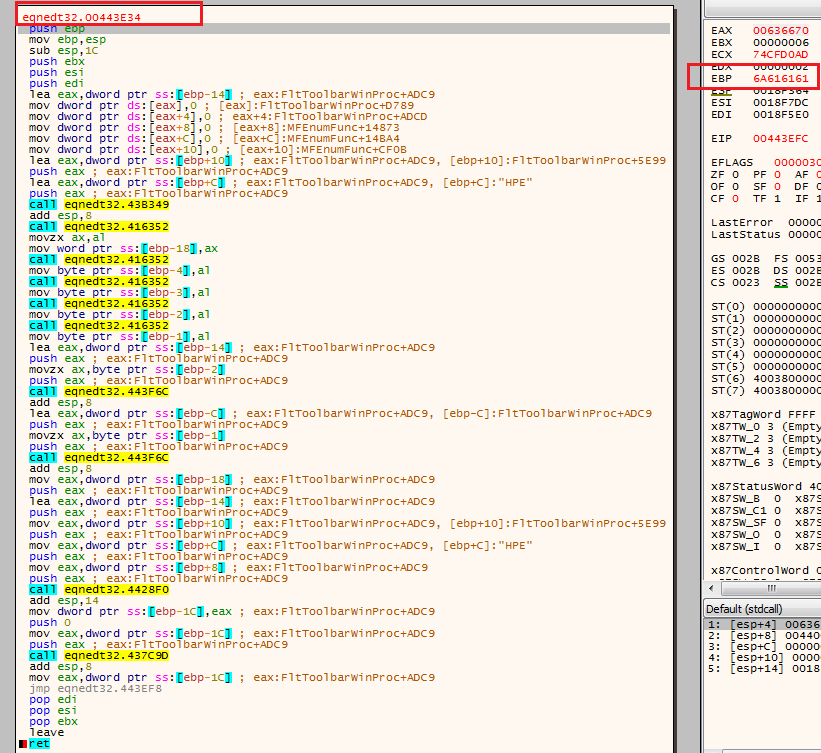 eqnedt32.00443E34
push ebp
mov ebp,esp
sub esp,1C
push ebx
push esi
push edi
lea eax,dword ptr ss:[ebp-14] ; eax:FltToolbarWinProc+ADC9
mov dword ptr ds:[eax],0 ; [eax]:FltToolbarWinProc+D789
mov dword ptr ds:[eax+4],0 ; eax+4:FltToolbarWinProc+ADCD
mov dword ptr ds:[eax+8],0 ; [eax+8]:MFEnumFunc+14873
mov dword ptr ds:[eax+C],0 ; [eax+C]:MFEnumFunc+14BA4
mov dword ptr ds:[eax+10],0 ; [eax+10]:MFEnumFunc+CF0B
lea eax,dword ptr ss:[ebp+10] ; eax:FltToolbarWinProc+ADC9, [ebp+10]:FltToolbarWinProc+5E99
push eax ; eax:FltToolbarWinProc+ADC9
lea eax,dword ptr ss:[ebp+C] ; eax:FltToolbarWinProc+ADC9, [ebp+C]:"HPE"
push eax ; eax:FltToolbarWinProc+ADC9
call eqnedt32.43B349
add esp,8
call eqnedt32.416352
movzx ax,al
mov word ptr ss:[ebp-18],ax
call eqnedt32.416352
mov byte ptr ss:[ebp-4],al
call eqnedt32.416352
mov byte ptr ss:[ebp-3],al
call eqnedt32.416352
mov byte ptr ss:[ebp-2],al
call eqnedt32.416352
mov byte ptr ss:[ebp-1],al
lea eax,dword ptr ss:[ebp-14] ; eax:FltToolbarWinProc+ADC9
push eax ; eax:FltToolbarWinProc+ADC9
movzx ax,byte ptr ss:[ebp-2]
push eax ; eax:FltToolbarWinProc+ADC9
call eqnedt32.443F6C
add esp,8
lea eax,dword ptr ss:[ebp-C] ; eax:FltToolbarWinProc+ADC9, [ebp-C]:FltToolbarWinProc+ADC9
push eax ; eax:FltToolbarWinProc+ADC9
movzx ax,byte ptr ss:[ebp-1]
push eax ; eax:FltToolbarWinProc+ADC9
call eqnedt32.443F6C
add esp,8
mov eax,dword ptr ss:[ebp-18] ; eax:FltToolbarWinProc+ADC9
push eax ; eax:FltToolbarWinProc+ADC9
lea eax,dword ptr ss:[ebp-14] ; eax:FltToolbarWinProc+ADC9
push eax ; eax:FltToolbarWinProc+ADC9
mov eax,dword ptr ss:[ebp+10] ; eax:FltToolbarWinProc+ADC9, [ebp+10]:FltToolbarWinProc+5E99
push eax ; eax:FltToolbarWinProc+ADC9
mov eax,dword ptr ss:[ebp+C] ; eax:FltToolbarWinProc+ADC9, [ebp+C]:"HPE"
push eax ; eax:FltToolbarWinProc+ADC9
mov eax,dword ptr ss:[ebp+8] ; eax:FltToolbarWinProc+ADC9
push eax ; eax:FltToolbarWinProc+ADC9
call eqnedt32.4428F0
add esp,14
mov dword ptr ss:[ebp-1C],eax ; eax:FltToolbarWinProc+ADC9
push 0
mov eax,dword ptr ss:[ebp-1C] ; eax:FltToolbarWinProc+ADC9
push eax ; eax:FltToolbarWinProc+ADC9
call eqnedt32.437C9D
add esp,8
mov eax,dword ptr ss:[ebp-1C] ; eax:FltToolbarWinProc+ADC9
jmp eqnedt32.443EF8
pop edi
pop esi
pop ebx
leave
ret
EAX 00636670
EBX 00000006
ECX 74CFD0AD
EDX 00000002
EBP 6A616161
ESP 0018F564
ESI 0018F7DC
EDI 0018F5E0
EIP 00443EFC
EFLAGS 0000030
ZF 0 PF 0 AF 0
OF 0 SF 0 DF 0
CF 0 TF 1 IF 1
LastError 00000
LastStatus 00000
GS 002B FS 0053
ES 002B DS 002B
CS 0023 SS 002B
ST(0) 0000000000
ST(1) 0000000000
ST(2) 0000000000
ST(3) 0000000000
ST(4) 0000000000
ST(5) 0000000000
ST(6) 4003800000
ST(7) 4003800000
x87TagWord FFFF
x87TW_0 3 (Empty
x87TW_2 3 (Empty
x87TW_4 3 (Empty
x87TW_6 3 (Empty
x87StatusWord 40
x87SW_B 0 x87S
x87SW_C1 0 x87S
x87SW_SF 0 x87S
x87SW_O 0 x87S
x87SW_I 0 x87S
x87ControlWord 0
Default (stdcall)
1: [esp+4] 00636
2: [esp+8] 00440
3: [esp+C] 00000
4: [esp+10] 0000
5: [esp+14] 0018